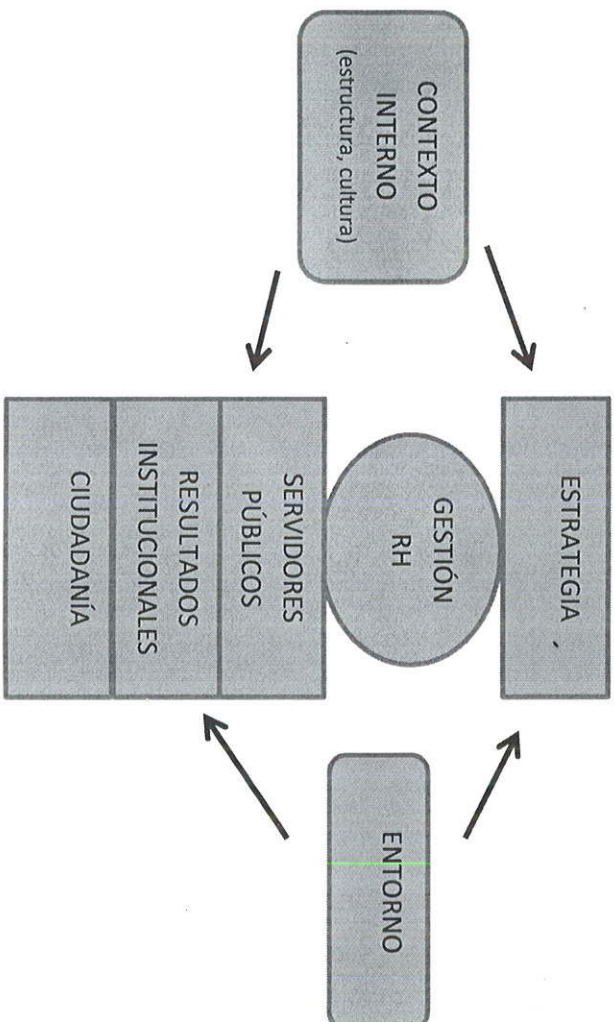 ESTRATEGIA
CONTEXTO
INTERNO
(estructura, cultura)
GESTIÓN
RH
ENTORNO
SERVIDORES
PÚBLICOS
RESULTADOS
INSTITUCIONALES
CIUDADANÍA